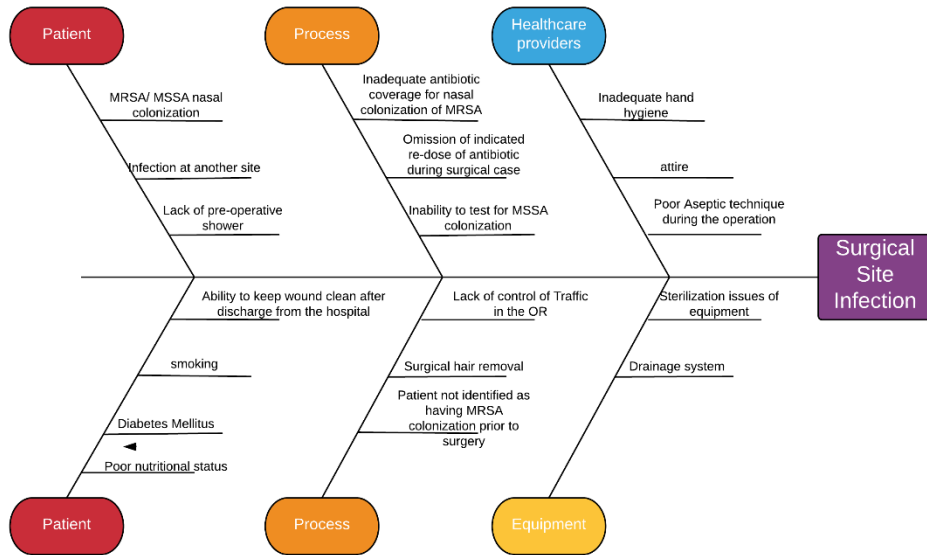 Patient
Process
Healthcare
providers
MRSA/ MSSA nasal
colonization
Infection at another site
Lack of pre-operative
shower
Inadequate antibiotic
coverage for nasal
colonization of MRSA
Omission of indicated
re-dose of antibiotic
during surgical case
Inability to test for MSSA
colonization
Inadequate hand
hygiene
attire
Poor Aseptic technique
during the operation
Surgical
Site
Infection
Ability to keep wound clean after
discharge from the hospital
smoking
Diabetes Mellitus
Poor nutritional status
Lack of control of Traffic
in the OR
Surgical hair removal
Patient not identified as
having MRSA
colonization prior to
surgery
Sterilization issues of
equipment
Drainage system
Patient
Process
Equipment